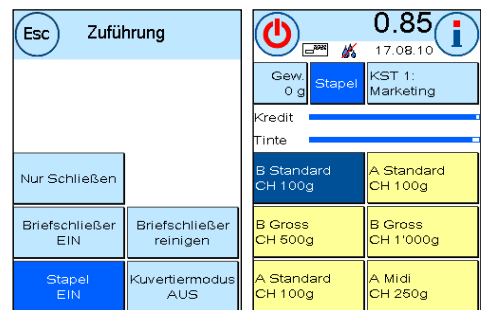 Esc
Zuführung
Nur Schließen
Briefschließer
EIN
Briefschließer
reinigen
Stapel
EIN
Kuvertiermodus
AUS
0.85
17.08.10
i
Gew.
0 g
Stapel
KST 1:
Marketing
Kredit
Tinte
B Standard
CH 100g
A Standard
CH 100g
B Gross
CH 500g
B Gross
CH 1'000g
A Standard
CH 100g
A Midi
CH 250g